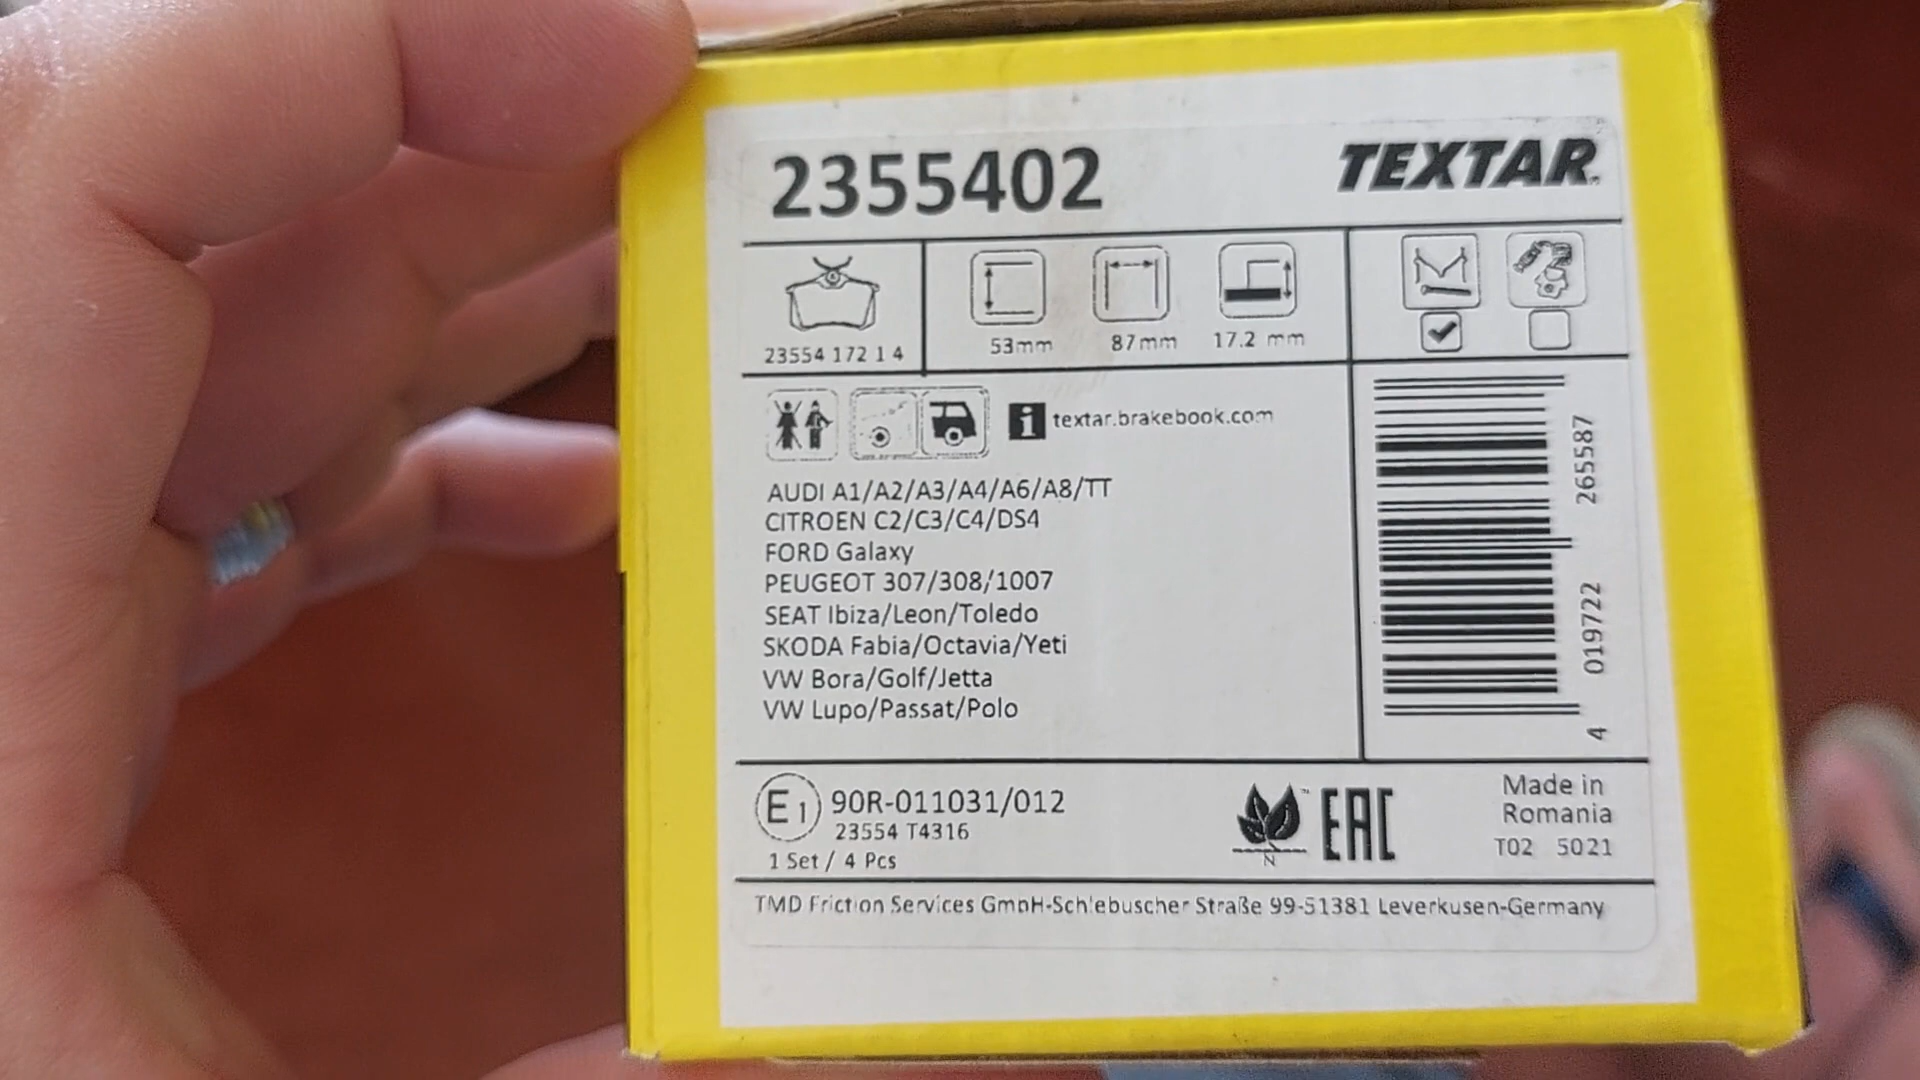 2355402
TEXTAR
23554 172 1 4
53mm
87mm
17.2 mm
i textar.brakebook.com
AUDI A1/A2/A3/A4/A6/A8/TT
CITROEN C2/C3/C4/DS4
FORD Galaxy
PEUGEOT 307/308/1007
SEAT Ibiza/Leon/Toledo
SKODA Fabia/Octavia/Yeti
VW Bora/Golf/Jetta
VW Lupo/Passat/Polo
4 019722 265587
E1 90R-011031/012
23554 T4316
1 Set / 4 Pcs
N
EAC
Made in
Romania
T02 5021
TMD Friction Services GmbH-Schlebuscher Straße 99-51381 Leverkusen-Germany